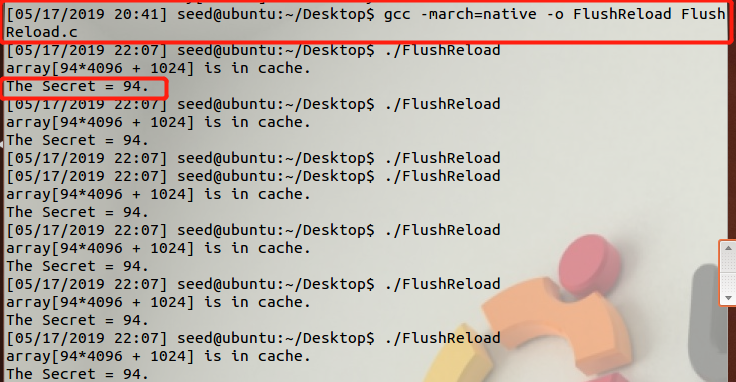 [05/17/2019 20:41] seed@ubuntu:~/Desktop$ gcc -march=native -o FlushReload Flush
Reload.c
[05/17/2019 22:07] seed@ubuntu:~/Desktop$ ./FlushReload
array[94*4096 + 1024] is in cache.
The Secret = 94.
[05/17/2019 22:07] seed@ubuntu:~/Desktop$ ./FlushReload
array[94*4096 + 1024] is in cache.
The Secret = 94.
[05/17/2019 22:07] seed@ubuntu:~/Desktop$ ./FlushReload
[05/17/2019 22:07] seed@ubuntu:~/Desktop$ ./FlushReload
array[94*4096 + 1024] is in cache.
The Secret = 94.
[05/17/2019 22:07] seed@ubuntu:~/Desktop$ ./FlushReload
array[94*4096 + 1024] is in cache.
The Secret = 94.
[05/17/2019 22:07] seed@ubuntu:~/Desktop$ ./FlushReload
array[94*4096 + 1024] is in cache.
The Secret = 94.
[05/17/2019 22:07] seed@ubuntu:~/Desktop$ ./FlushReload
array[94*4096 + 1024] is in cache.
The Secret = 94.